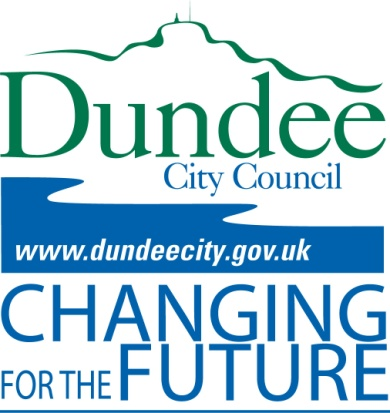 Dundee
City Council
www.dundeecity.gov.uk
CHANGING
FOR THE FUTURE